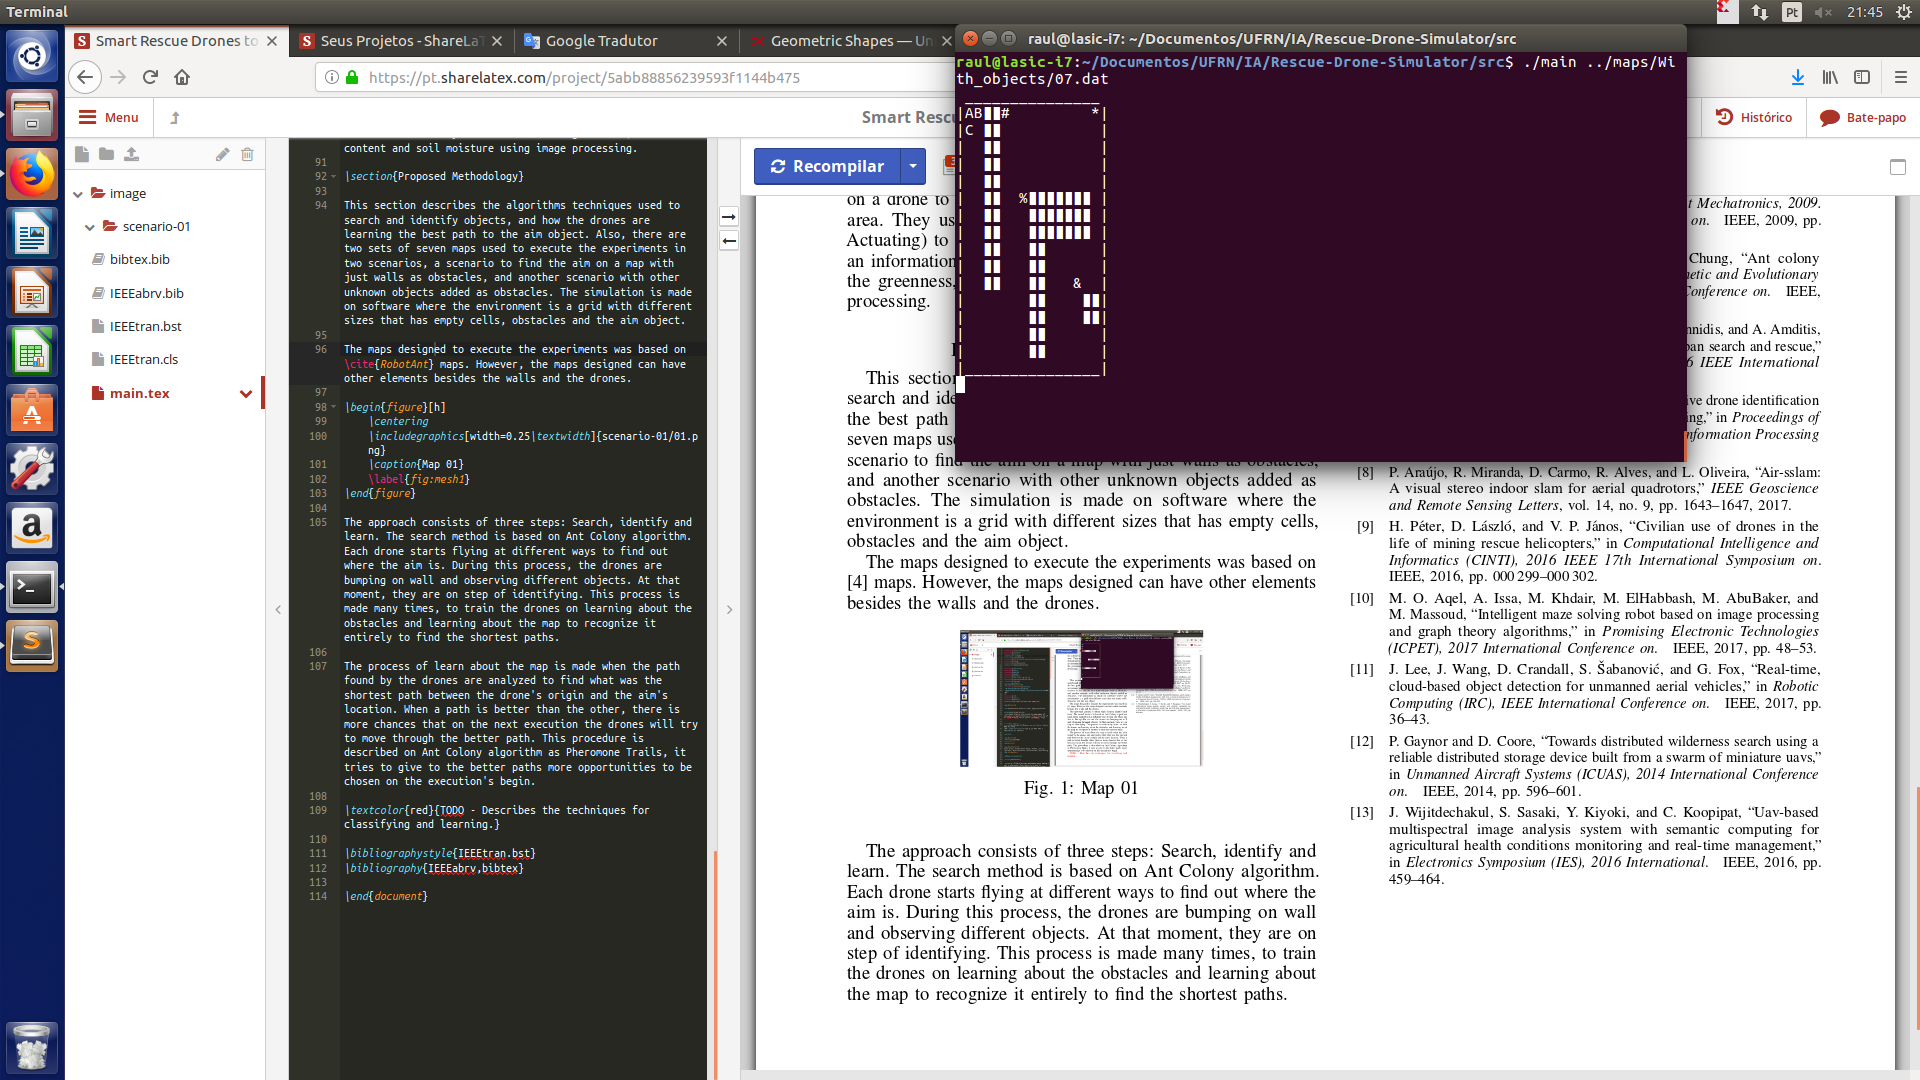 Terminal
Pt
21:45
Smart Rescue Drones to
Seus Projetos - ShareLaT
Google Tradutor
Geometric Shapes — Un
https://pt.sharelatex.com/project/5abb88856239593f1144b475
Menu
Smart Resc
Histórico
Bate-papo
image
scenario-01
bibtex.bib
IEEEabrv.bib
IEEEtran.bst
IEEEtran.cls
main.tex
content and soil moisture using image processing.
91
92 \section{Proposed Methodology}
93
94 This section describes the algorithms techniques used to
search and identify objects, and how the drones are
learning the best path to the aim object. Also, there are
two sets of seven maps used to execute the experiments in
two scenarios, a scenario to find the aim on a map with
just walls as obstacles, and another scenario with other
unknown objects added as obstacles. The simulation is made
on software where the environment is a grid with different
sizes that has empty cells, obstacles and the aim object.
95
96 The maps designed to execute the experiments was based on
\cite{RobotAnt} maps. However, the maps designed can have
other elements besides the walls and the drones.
97
98 \begin{figure}[h]
99 \centering
100 \includegraphics[width=0.25\textwidth]{scenario-01/01.p
ng}
101 \caption{Map 01}
102 \label{fig:mesh1}
103 \end{figure}
104
105 The approach consists of three steps: Search, identify and
learn. The search method is based on Ant Colony algorithm.
Each drone starts flying at different ways to find out
where the aim is. During this process, the drones are
bumping on wall and observing different objects. At that
moment, they are on step of identifying. This process is
made many times, to train the drones on learning about the
obstacles and learning about the map to recognize it
entirely to find the shortest paths.
106
107 The process of learn about the map is made when the path
found by the drones are analyzed to find what was the
shortest path between the drone's origin and the aim's
location. When a path is better than the other, there is
more chances that on the next execution the drones will try
to move through the better path. This procedure is
described on Ant Colony algorithm as Pheromone Trails, it
tries to give to the better paths more opportunities to be
chosen on the execution's begin.
108
109 \textcolor{red}{TODO - Describes the techniques for
classifying and learning.}
110
111 \bibliographystyle{IEEEtran.bst}
112 \bibliography{IEEEabrv,bibtex}
113
114 \end{document}
Recompilar
on a drone to
area. They us
Actuating) to
an information
the greenness,
processing.
This section
search and ide
the best path
seven maps us
scenario to find the aim on a map with just walls as obstacles,
and another scenario with other unknown objects added as
obstacles. The simulation is made on software where the
environment is a grid with different sizes that has empty cells,
obstacles and the aim object.
The maps designed to execute the experiments was based on
[4] maps. However, the maps designed can have other elements
besides the walls and the drones.
Fig. 1: Map 01
The approach consists of three steps: Search, identify and
learn. The search method is based on Ant Colony algorithm.
Each drone starts flying at different ways to find out where the
aim is. During this process, the drones are bumping on wall
and observing different objects. At that moment, they are on
step of identifying. This process is made many times, to train
the drones on learning about the obstacles and learning about
the map to recognize it entirely to find the shortest paths.
raul@lasic-i7: ~/Documentos/UFRN/IA/Rescue-Drone-Simulator/src
raul@lasic-i7:~/Documentos/UFRN/IA/Rescue-Drone-Simulator/src$ ./main ../maps/Wi
th_objects/07.dat
AB # *
C
%
&
t Mechatronics, 2009.
on. IEEE, 2009, pp.
Chung, “Ant colony
netic and Evolutionary
Conference on. IEEE,
nnidis, and A. Amditis,
ban search and rescue,”
6 IEEE International
ive drone identification
ng,” in Proceedings of
nformation Processing
[8] P. Araújo, R. Miranda, D. Carmo, R. Alves, and L. Oliveira, “Air-sslam:
A visual stereo indoor slam for aerial quadrotors,” IEEE Geoscience
and Remote Sensing Letters, vol. 14, no. 9, pp. 1643–1647, 2017.
[9] H. Péter, D. László, and V. P. János, “Civilian use of drones in the
life of mining rescue helicopters,” in Computational Intelligence and
Informatics (CINTI), 2016 IEEE 17th International Symposium on.
IEEE, 2016, pp. 000 299–000 302.
[10] M. O. Aqel, A. Issa, M. Khdair, M. ElHabbash, M. AbuBaker, and
M. Massoud, “Intelligent maze solving robot based on image processing
and graph theory algorithms,” in Promising Electronic Technologies
(ICPET), 2017 International Conference on. IEEE, 2017, pp. 48–53.
[11] J. Lee, J. Wang, D. Crandall, S. Šabanović, and G. Fox, “Real-time,
cloud-based object detection for unmanned aerial vehicles,” in Robotic
Computing (IRC), IEEE International Conference on. IEEE, 2017, pp.
36–43.
[12] P. Gaynor and D. Coore, “Towards distributed wilderness search using a
reliable distributed storage device built from a swarm of miniature uavs,”
in Unmanned Aircraft Systems (ICUAS), 2014 International Conference
on. IEEE, 2014, pp. 596–601.
[13] J. Wijitdechakul, S. Sasaki, Y. Kiyoki, and C. Koopipat, “Uav-based
multispectral image analysis system with semantic computing for
agricultural health conditions monitoring and real-time management,”
in Electronics Symposium (IES), 2016 International. IEEE, 2016, pp.
459–464.